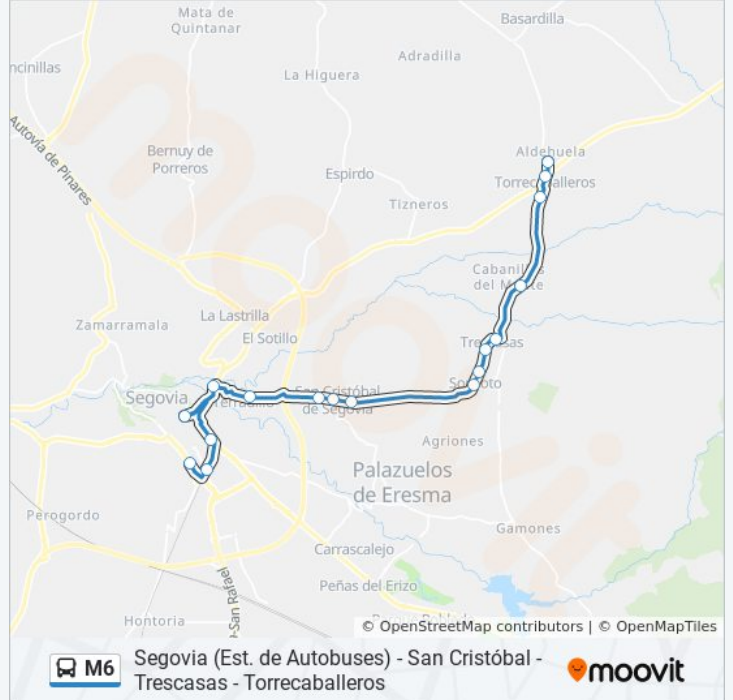 Mata de
Quintanar
Basardilla
ncinillas
La Higuera
Adradilla
Autovía de Pinares
Bernuy de
Porreros
Aldehuela
Espirdo
Torrecaballeros
Tizneros
Cabanillas
del Monte
La Lastrilla
Zamarramala
El Sotillo
Trescasas
Sonsoto
San Cristóbal
de Segovia
Segovia
Terradillo
Agriones
Palazuelos
de Eresma
Perogordo
Gamones
Carrascalejo
Peñas del Erizo
-San Rafael
Hontoria
© OpenStreetMap contributors | © OpenMapTiles
M6
Segovia (Est. de Autobuses) - San Cristóbal -
Trescasas - Torrecaballeros
moovit